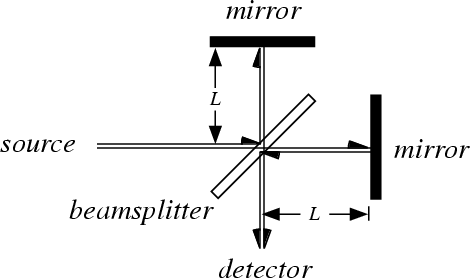 mirror
L
source
mirror
beamsplitter
L
detector